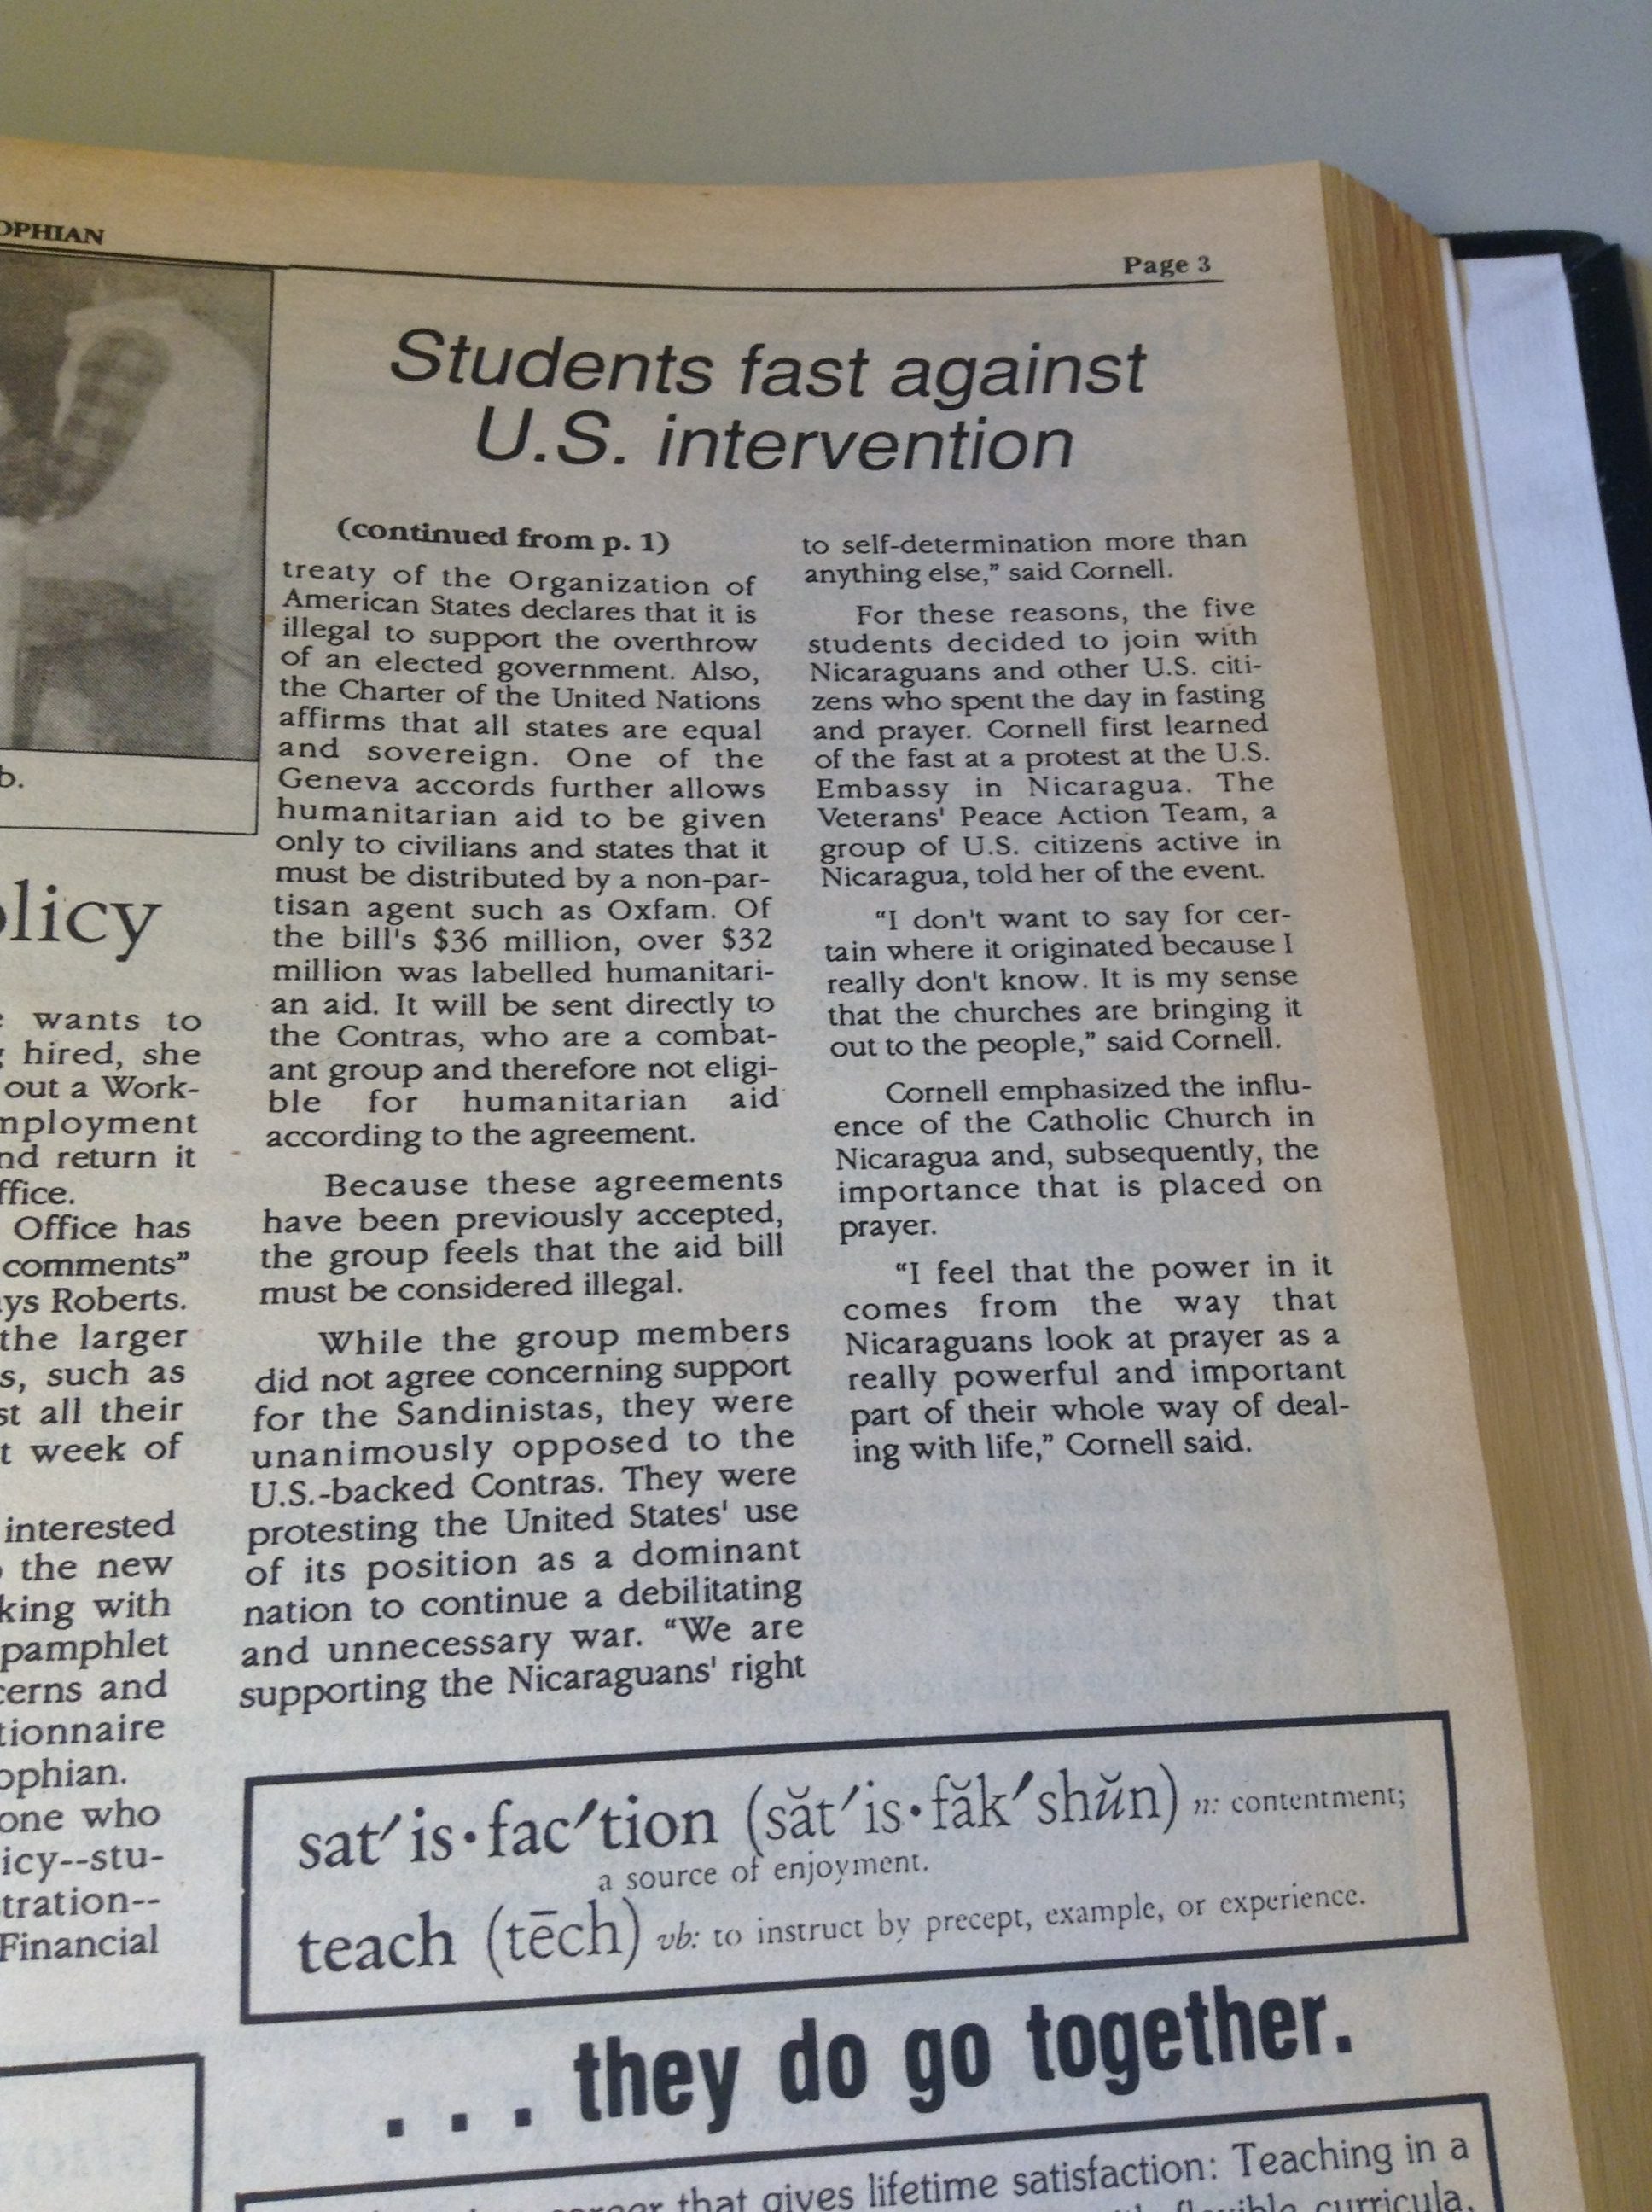 OPHIAN
Page 3
b.
olicy
wants to
hired, she
out a Work-
mployment
nd return it
ffice.
Office has
comments”
ys Roberts.
the larger
s, such as
st all their
t week of
interested
the new
king with
pamphlet
cerns and
tionnaire
ophian.
one who
icy--stu-
tration--
Financial
Students fast against
U.S. intervention
(continued from p. 1)
treaty of the Organization of
American States declares that it is
illegal to support the overthrow
of an elected government. Also,
the Charter of the United Nations
affirms that all states are equal
and sovereign. One of the
Geneva accords further allows
humanitarian aid to be given
only to civilians and states that it
must be distributed by a non-par-
tisan agent such as Oxfam. Of
the bill's $36 million, over $32
million was labelled humanitari-
an aid. It will be sent directly to
the Contras, who are a combat-
ant group and therefore not eligi-
ble for humanitarian aid
according to the agreement.
Because these agreements
have been previously accepted,
the group feels that the aid bill
must be considered illegal.
While the group members
did not agree concerning support
for the Sandinistas, they were
unanimously opposed to the
U.S.-backed Contras. They were
protesting the United States' use
of its position as a dominant
nation to continue a debilitating
and unnecessary war. “We are
supporting the Nicaraguans' right
to self-determination more than
anything else,” said Cornell.
For these reasons, the five
students decided to join with
Nicaraguans and other U.S. citi-
zens who spent the day in fasting
and prayer. Cornell first learned
of the fast at a protest at the U.S.
Embassy in Nicaragua. The
Veterans' Peace Action Team, a
group of U.S. citizens active in
Nicaragua, told her of the event.
“I don't want to say for cer-
tain where it originated because I
really don't know. It is my sense
that the churches are bringing it
out to the people,” said Cornell.
Cornell emphasized the influ-
ence of the Catholic Church in
Nicaragua and, subsequently, the
importance that is placed on
prayer.
“I feel that the power in it
comes from the way that
Nicaraguans look at prayer as a
really powerful and important
part of their whole way of deal-
ing with life,” Cornell said.
sat′is•fac′tion (săt′is•făk′shŭn) n: contentment;
a source of enjoyment.
teach (tēch) vb: to instruct by precept, example, or experience.
. . . they do go together.
career that gives lifetime satisfaction: Teaching in a
flexible curricula,